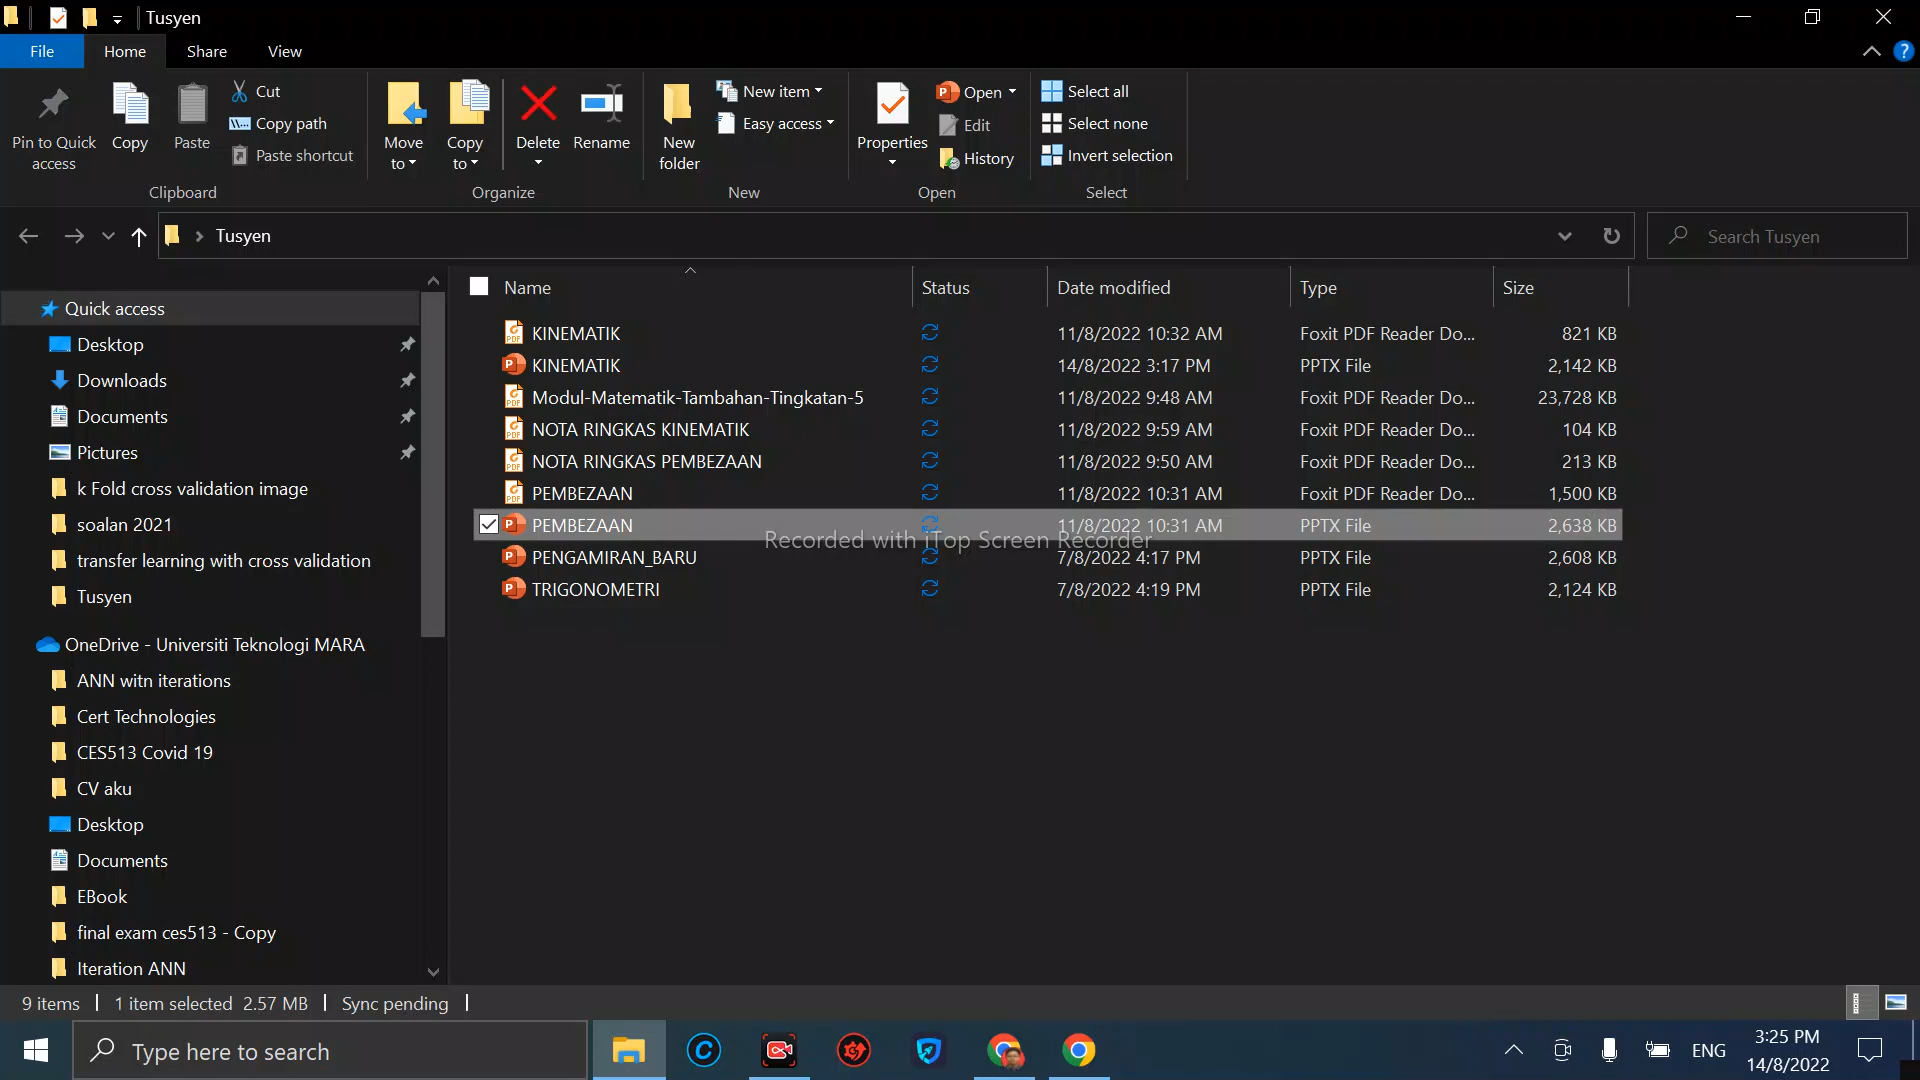 Tusyen
File Home Share View
Pin to Quick access
Copy
Paste
Cut
Copy path
Paste shortcut
Clipboard
Move to
Copy to
Delete
Rename
Organize
New folder
New item
Easy access
New
Properties
Open
Edit
History
Open
Select all
Select none
Invert selection
Select
Tusyen
Search Tusyen
Quick access
Desktop
Downloads
Documents
Pictures
k Fold cross validation image
soalan 2021
transfer learning with cross validation
Tusyen
OneDrive - Universiti Teknologi MARA
ANN witn iterations
Cert Technologies
CES513 Covid 19
CV aku
Desktop
Documents
EBook
final exam ces513 - Copy
Iteration ANN
Name Status Date modified Type Size
KINEMATIK 11/8/2022 10:32 AM Foxit PDF Reader Do... 821 KB
KINEMATIK 14/8/2022 3:17 PM PPTX File 2,142 KB
Modul-Matematik-Tambahan-Tingkatan-5 11/8/2022 9:48 AM Foxit PDF Reader Do... 23,728 KB
NOTA RINGKAS KINEMATIK 11/8/2022 9:59 AM Foxit PDF Reader Do... 104 KB
NOTA RINGKAS PEMBEZAAN 11/8/2022 9:50 AM Foxit PDF Reader Do... 213 KB
PEMBEZAAN 11/8/2022 10:31 AM Foxit PDF Reader Do... 1,500 KB
PEMBEZAAN 11/8/2022 10:31 AM PPTX File 2,638 KB
Recorded with iTop Screen Recorder
PENGAMIRAN_BARU 7/8/2022 4:17 PM PPTX File 2,608 KB
TRIGONOMETRI 7/8/2022 4:19 PM PPTX File 2,124 KB
9 items 1 item selected 2.57 MB Sync pending
Type here to search
ENG
3:25 PM
14/8/2022